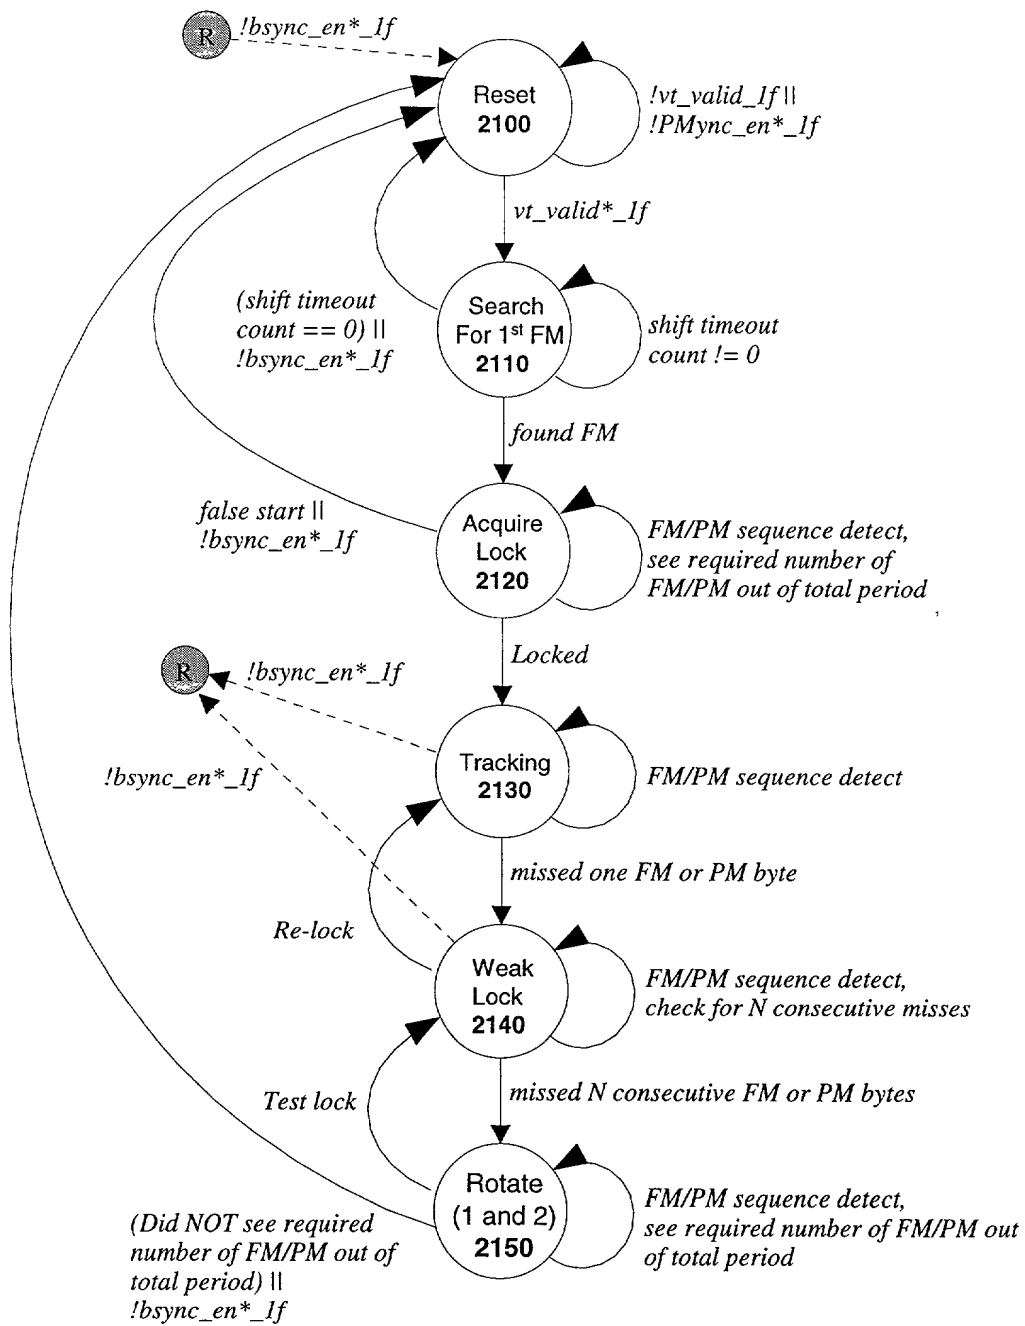 R
!bsync_en*_1f
Reset
2100
!vt_valid_1f ||
!PMync_en*_1f
vt_valid*_1f
(shift timeout
count == 0) ||
!bsync_en*_1f
Search
For 1st FM
2110
shift timeout
count != 0
found FM
false start ||
!bsync_en*_1f
Acquire
Lock
2120
FM/PM sequence detect,
see required number of
FM/PM out of total period
Locked
R
!bsync_en*_1f
!bsync_en*_1f
Tracking
2130
FM/PM sequence detect
missed one FM or PM byte
Re-lock
Weak
Lock
2140
FM/PM sequence detect,
check for N consecutive misses
Test lock
missed N consecutive FM or PM bytes
Rotate
(1 and 2)
2150
FM/PM sequence detect,
see required number of FM/PM out
of total period
(Did NOT see required
number of FM/PM out of
total period) ||
!bsync_en*_1f